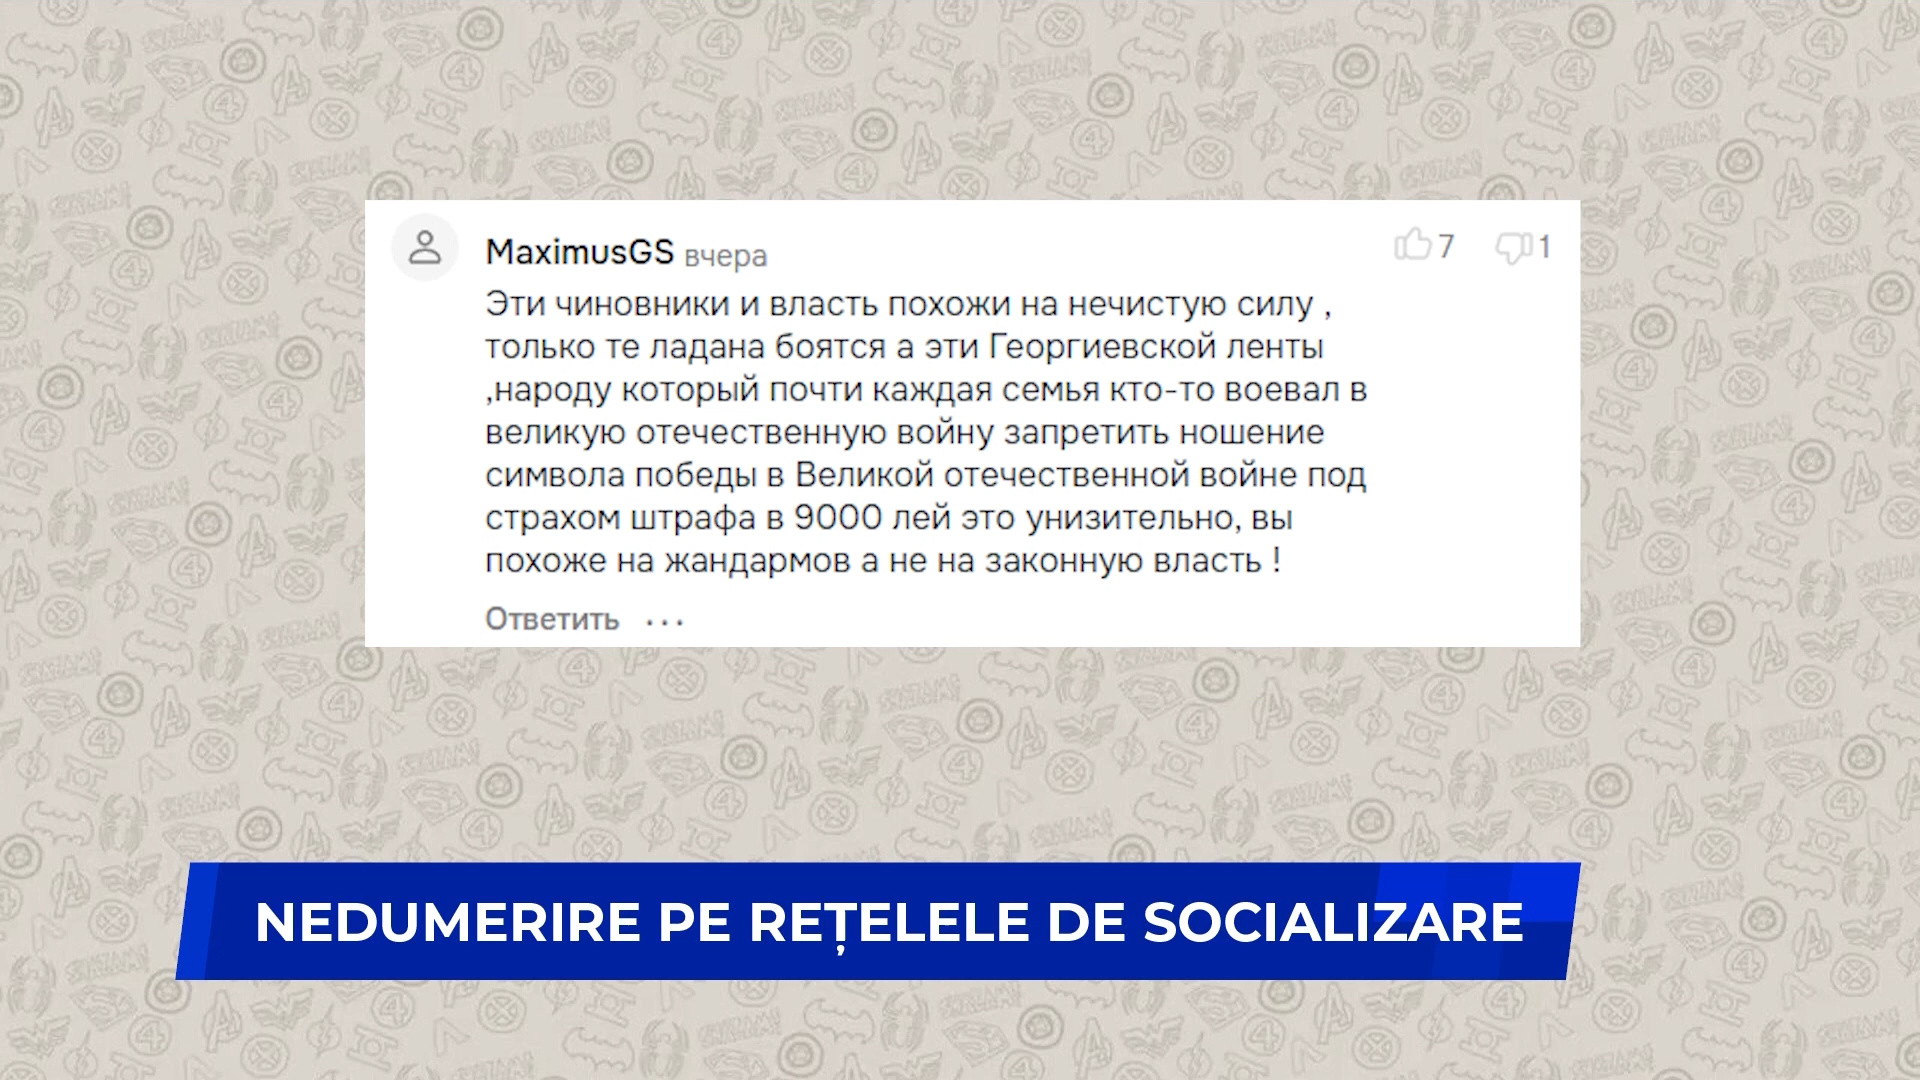 MaximusGS вчера
7
1
Эти чиновники и власть похожи на нечистую силу ,
только те ладана боятся а эти Георгиевской ленты
,народу который почти каждая семья кто-то воевал в
великую отечественную войну запретить ношение
символа победы в Великой отечественной войне под
страхом штрафа в 9000 лей это унизительно, вы
похоже на жандармов а не на законную власть !
Ответить ...
NEDUMERIRE PE REȚELELE DE SOCIALIZARE